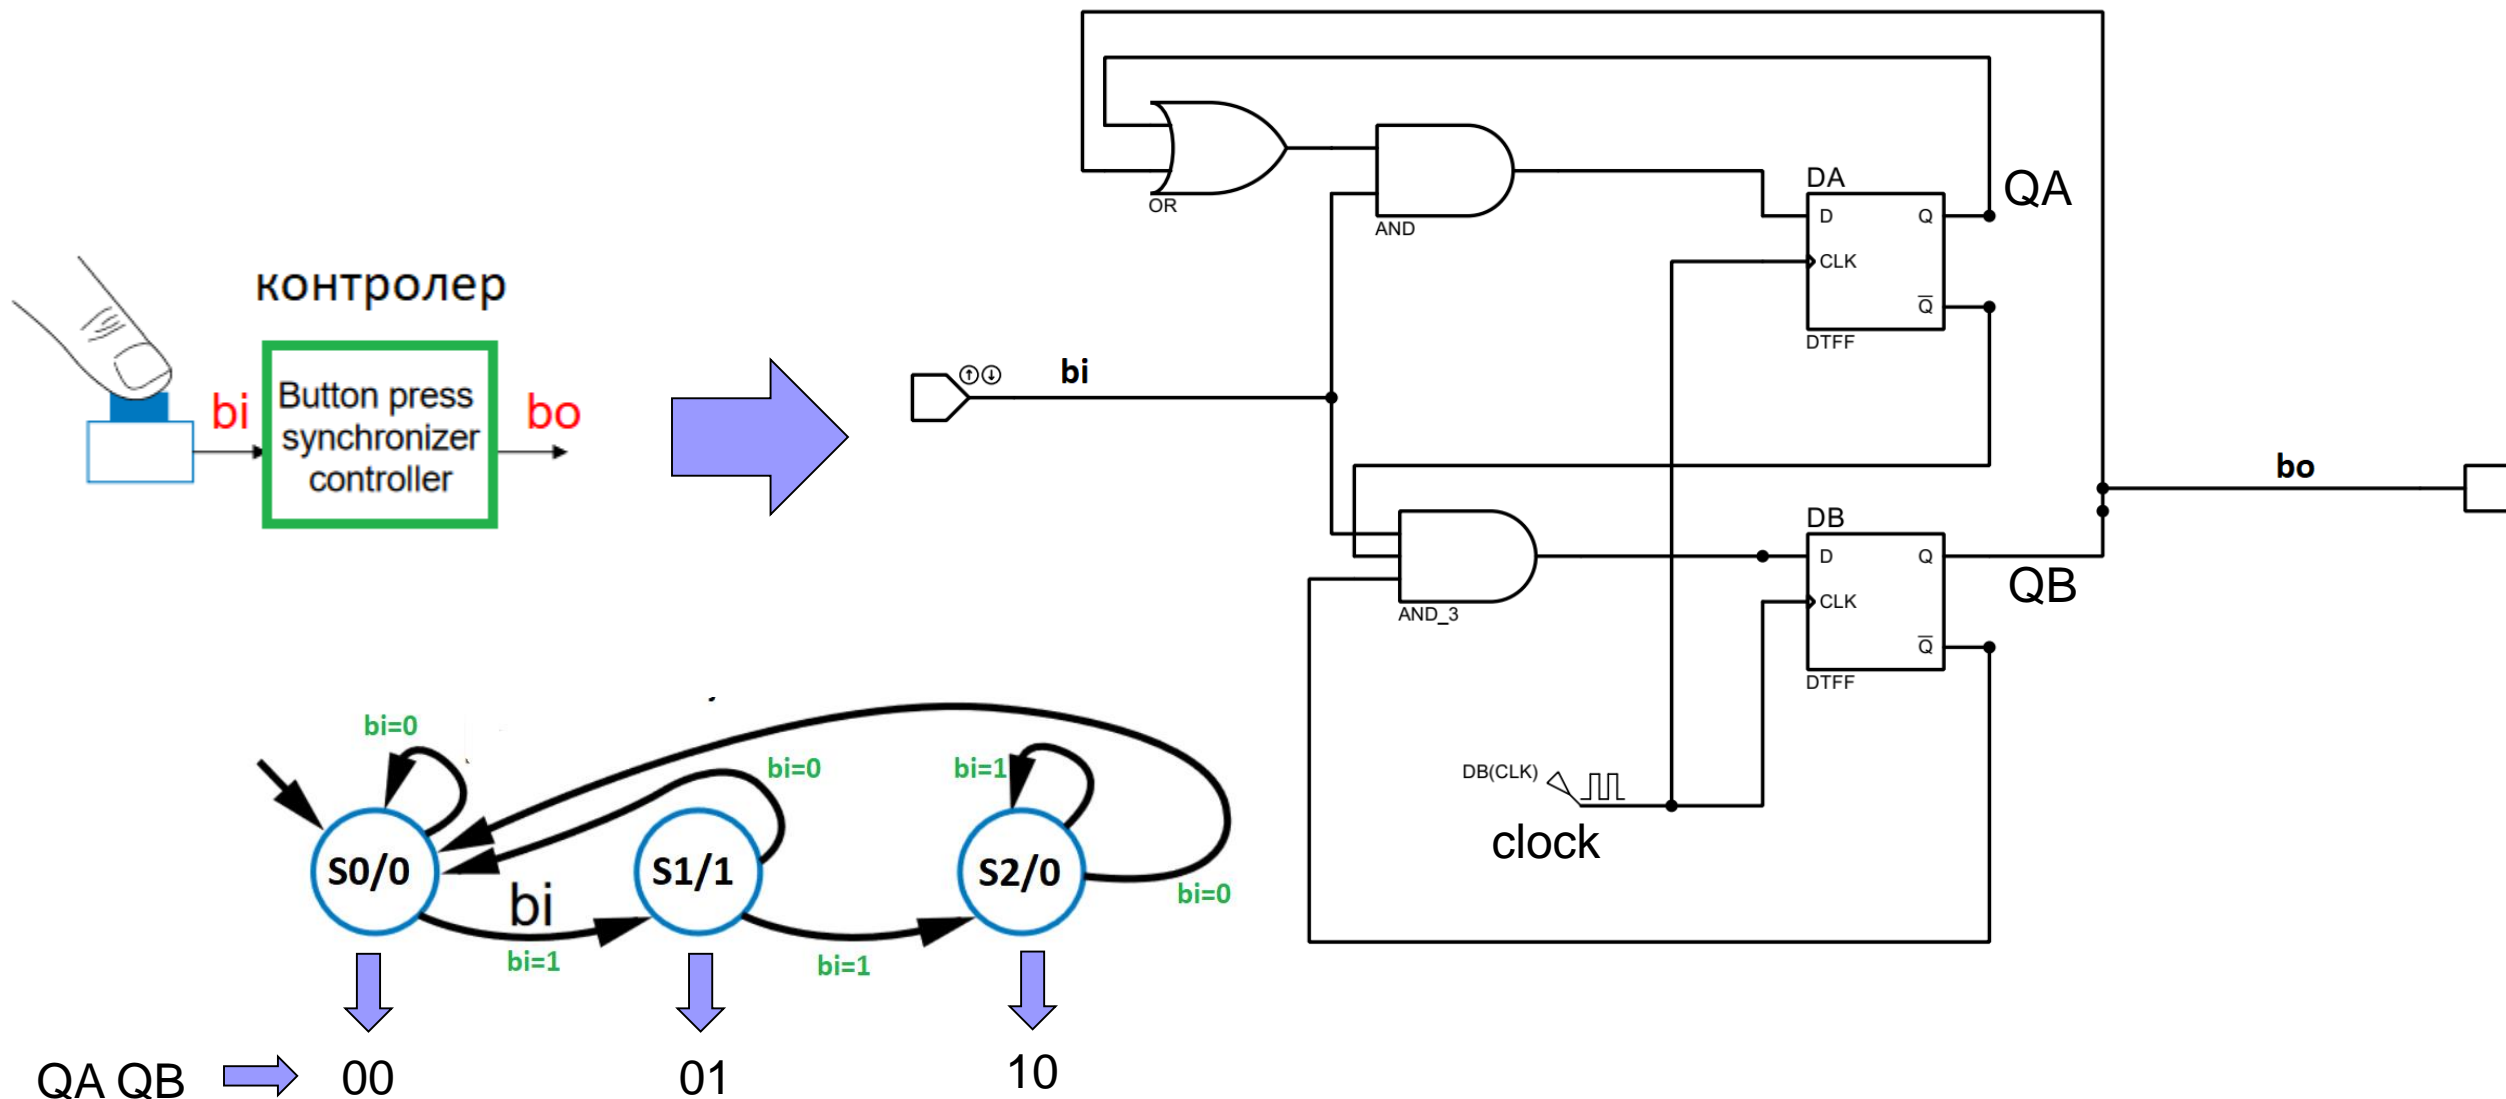 контролер
bi
Button press
synchronizer
controller
bo
OR
AND
DA
D
Q
CLK
Q̅
DTFF
QA
bi
AND_3
DB
D
Q
CLK
Q̅
DTFF
QB
bo
DB(CLK)
clock
bi=0
bi=0
bi=1
bi=0
S0/0
S1/1
S2/0
bi
bi=1
bi=1
QA QB
00
01
10